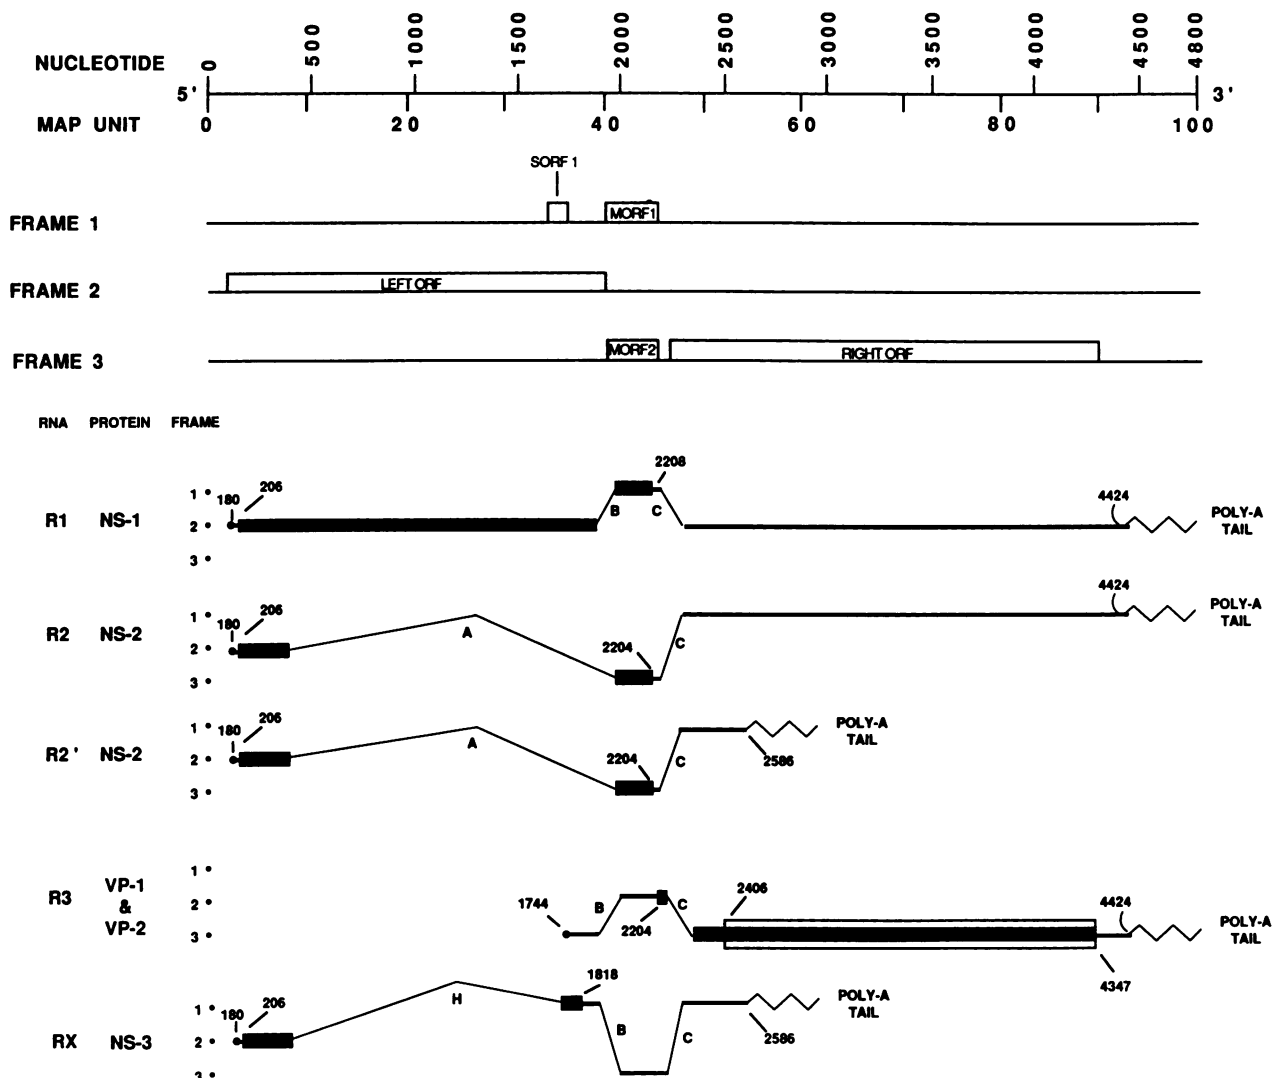 NUCLEOTIDE 0 500 1000 1500 2000 2500 3000 3500 4000 4500 4800
5' 3'
MAP UNIT 0 20 40 60 80 100
SORF 1
FRAME 1 MORF1
FRAME 2 LEFT ORF
FRAME 3 MORF2 RIGHT ORF
RNA PROTEIN FRAME
2208
1 180 206 4424
R1 NS-1 2 B C POLY-A TAIL
3
4424
1 180 206 POLY-A TAIL
R2 NS-2 2 A 2204 C
3
1 180 206 POLY-A TAIL
R2' NS-2 2 A 2204 C 2586
3
1
R3 VP-1 & VP-2 2 1744 B 2204 C 2406 4424
3 POLY-A TAIL
4347
1818
1 180 206 H POLY-A TAIL
RX NS-3 2 B C 2586
3